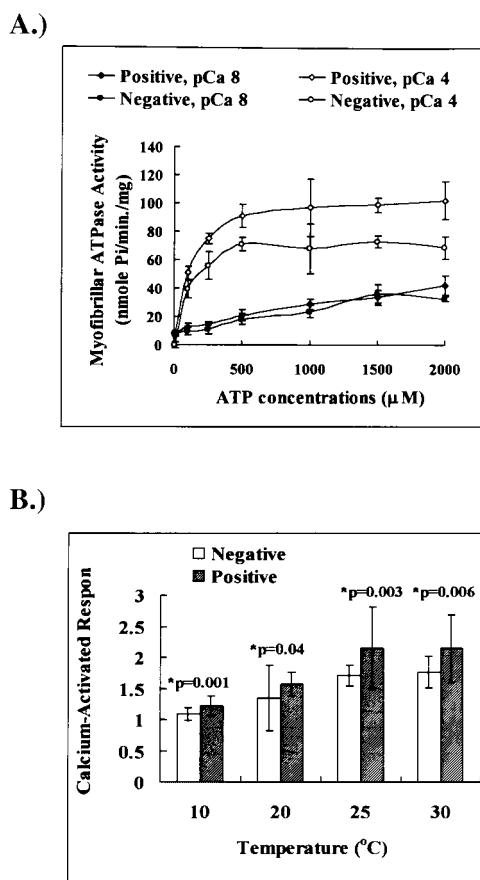 A.)
Positive, pCa 8
Positive, pCa 4
Negative, pCa 8
Negative, pCa 4
Myofibrillar ATPase Activity
(nmole Pi/min./mg)
140
120
100
80
60
40
20
0
0 500 1000 1500 2000
ATP concentrations (µ M)
B.)
Negative
Positive
Calcium-Activated Respon
3
2.5
2
1.5
1
0.5
0
*p=0.001
*p=0.04
*p=0.003
*p=0.006
10 20 25 30
Temperature (°C)